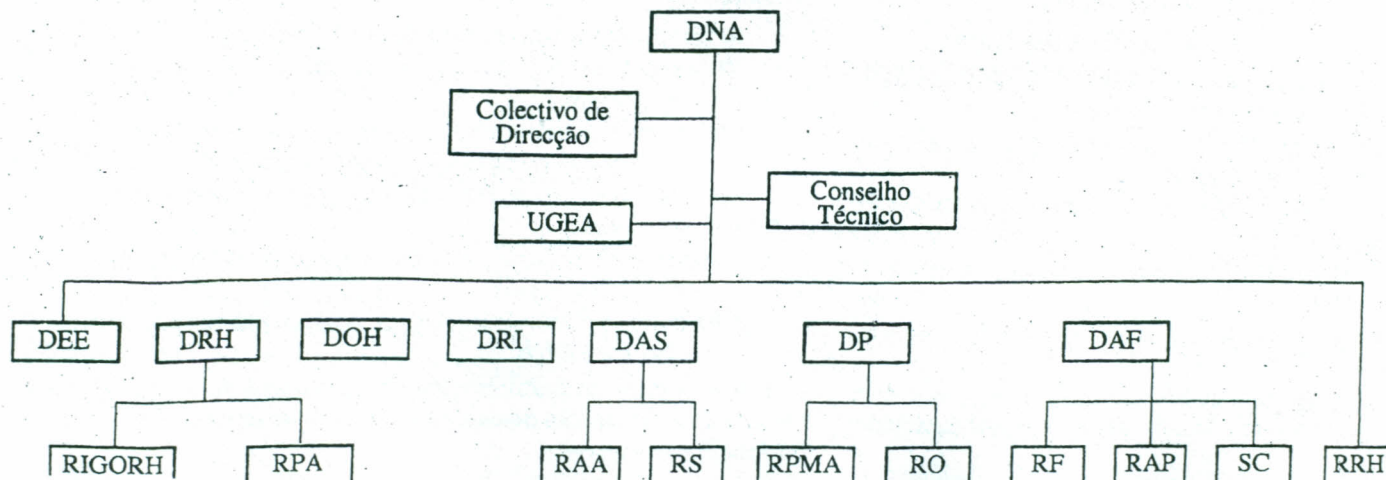 DNA
Colectivo de
Direcção
Conselho
Técnico
UGEA
DEE
DRH
DOH
DRI
DAS
DP
DAF
RIGORH
RPA
RAA
RS
RPMA
RO
RF
RAP
SC
RRH